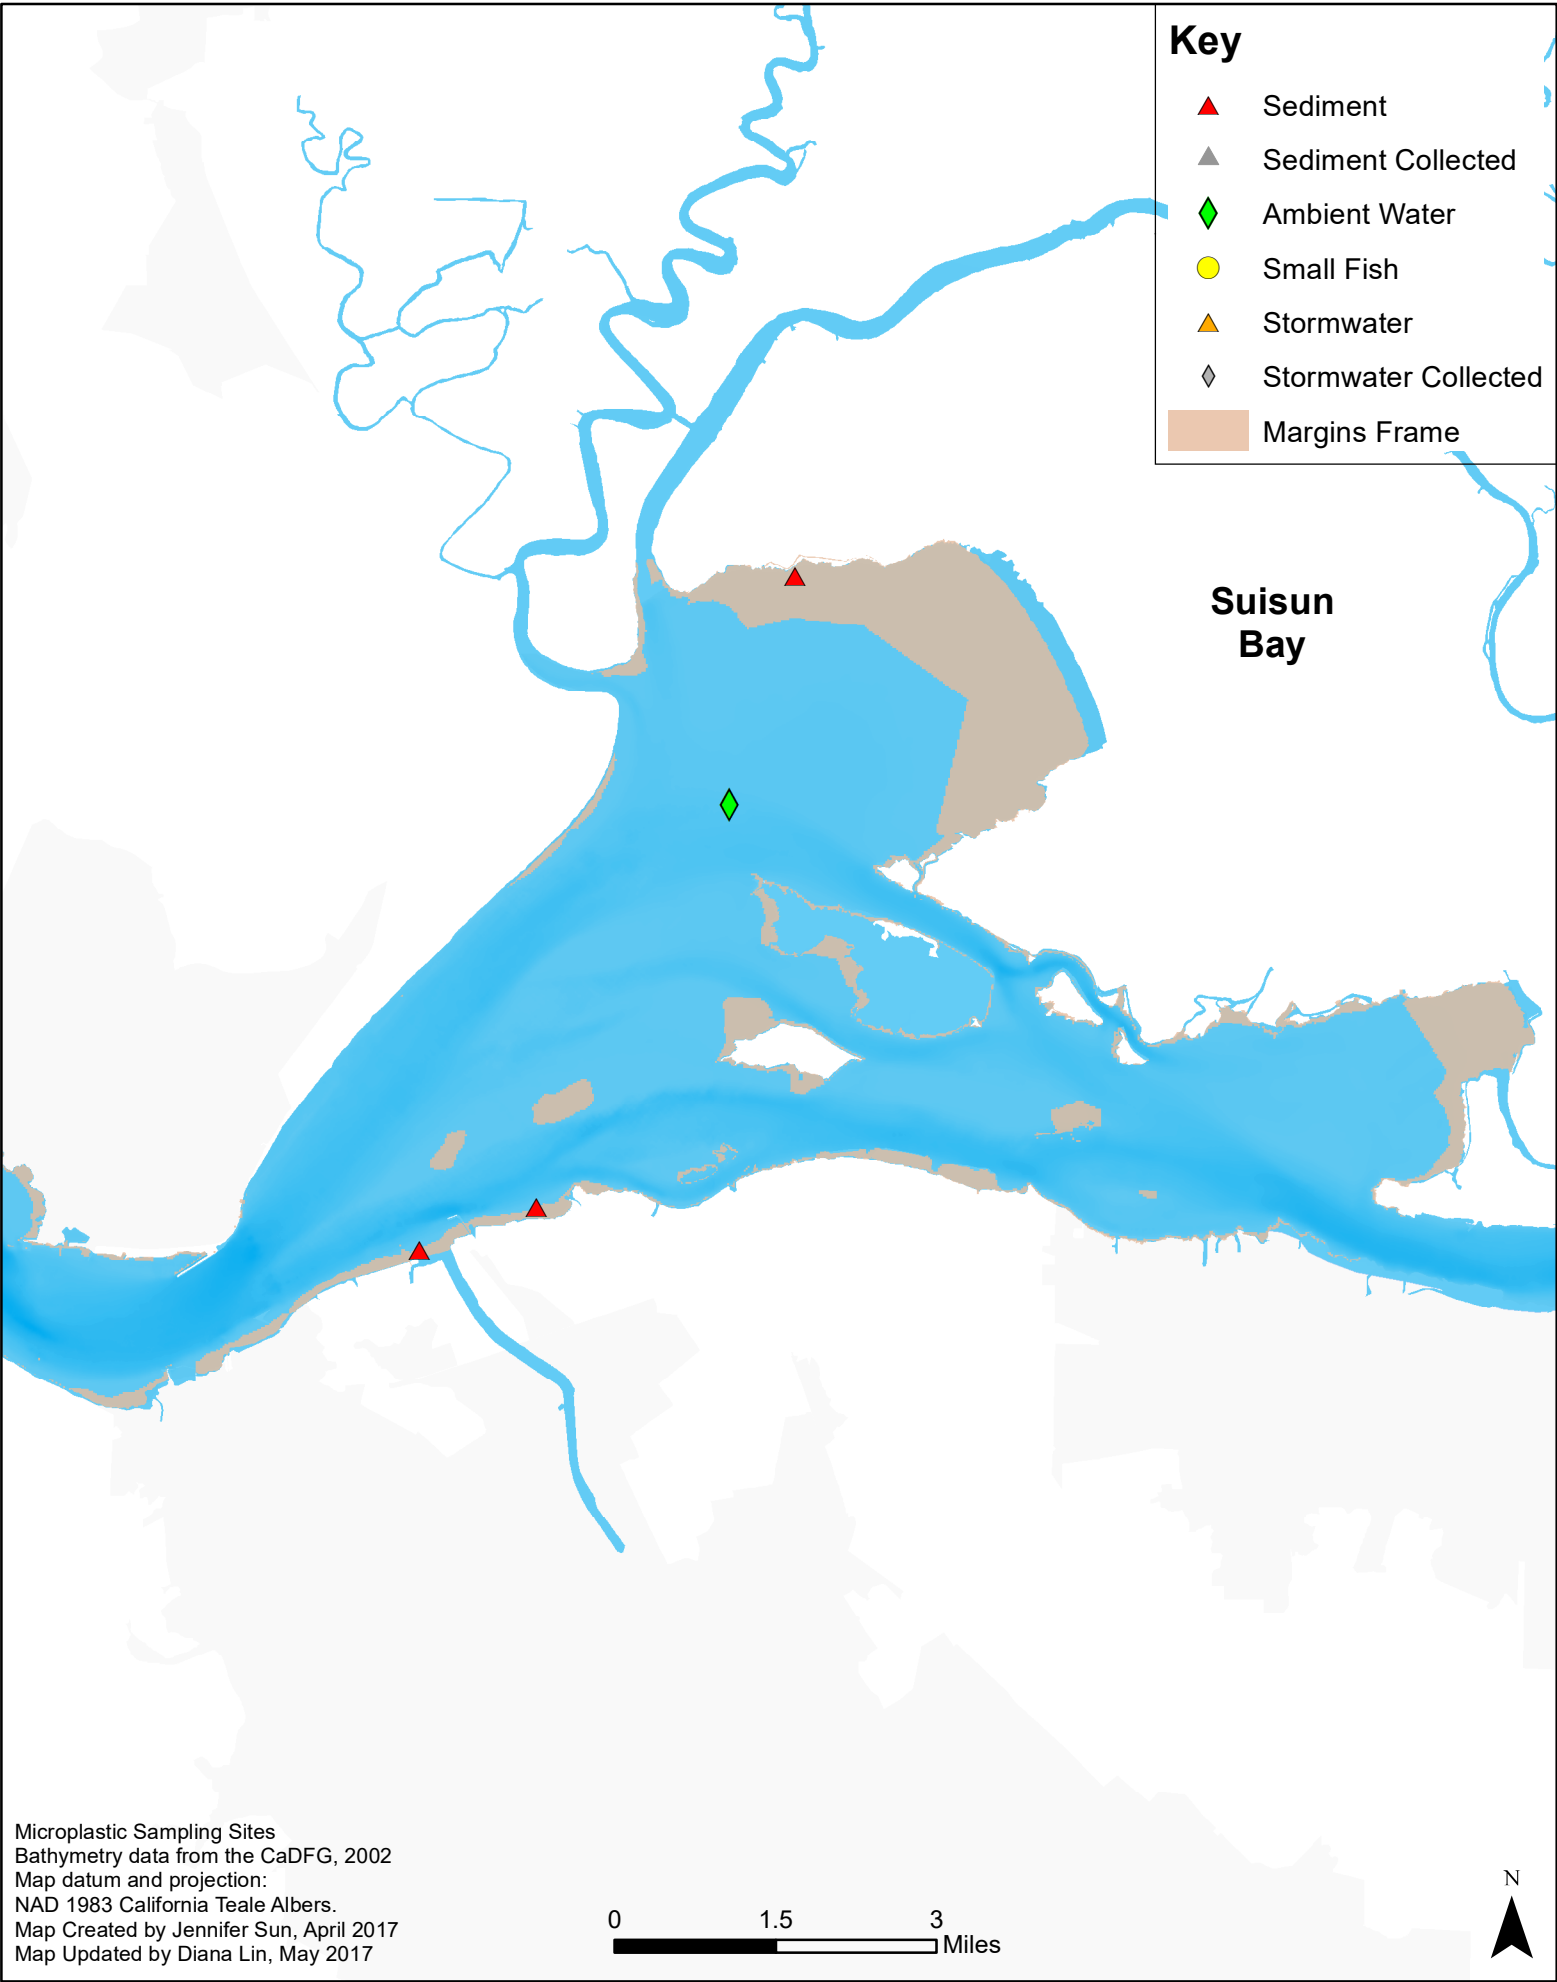 Key
Sediment
Sediment Collected
Ambient Water
Small Fish
Stormwater
Stormwater Collected
Margins Frame
Suisun
Bay
Microplastic Sampling Sites
Bathymetry data from the CaDFG, 2002
Map datum and projection:
NAD 1983 California Teale Albers.
Map Created by Jennifer Sun, April 2017
Map Updated by Diana Lin, May 2017
0 1.5 3
Miles
N